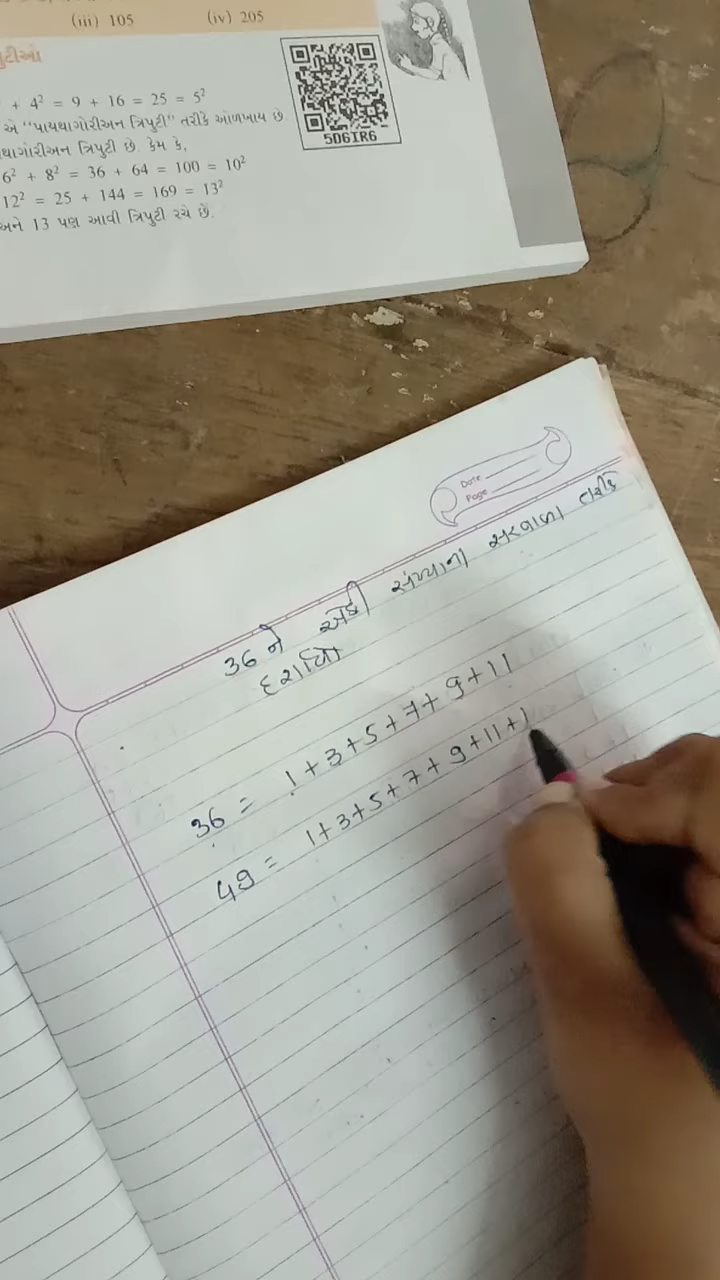 (iii) 105 (iv) 205
+ 4² = 9 + 16 = 25 = 5²
એ “પાયથાગોરીઅન ત્રિપુટી” તરીકે ઓળખાય છે
ત્રિપુટી છે. કેમ કે,
6² + 8² = 36 + 64 = 100 = 10²
12² = 25 + 144 = 169 = 13²
અને 13 પણ આવી ત્રિપુટી રચે છે.
5D6IR6
Date
Page
36 ને એકી સંખ્યાના સરવાળા તરીકે
દર્શાવો
36 = 1 + 3 + 5 + 7 + 9 + 11
49 = 1 + 3 + 5 + 7 + 9 + 11 + 1